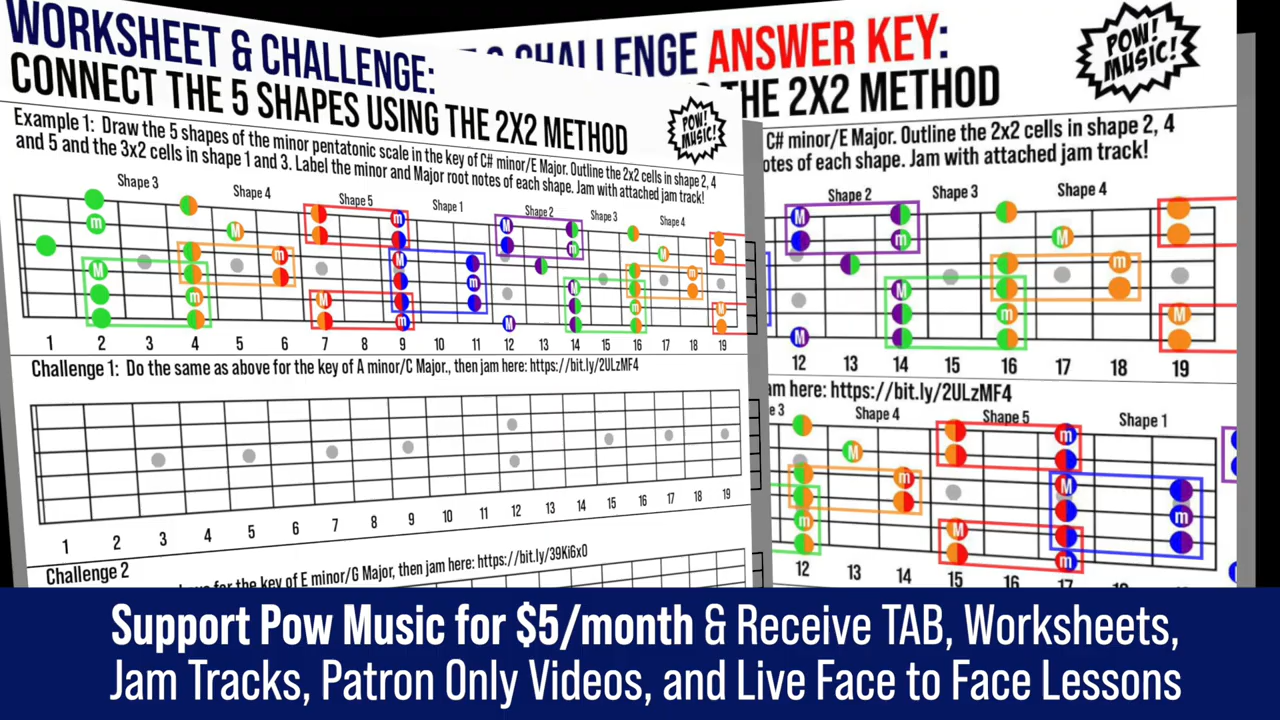 WORKSHEET & CHALLENGE:
CONNECT THE 5 SHAPES USING THE 2X2 METHOD
POW!
MUSIC!
Example 1: Draw the 5 shapes of the minor pentatonic scale in the key of C# minor/E Major. Outline the 2x2 cells in shape 2, 4
and 5 and the 3x2 cells in shape 1 and 3. Label the minor and Major root notes of each shape. Jam with attached jam track!
Shape 3 Shape 4 Shape 5 Shape 1 Shape 2 Shape 3 Shape 4
m M m M m M m
M m M m M m
m M m M m M
1 2 3 4 5 6 7 8 9 10 11 12 13 14 15 16 17 18 19
Challenge 1: Do the same as above for the key of A minor/C Major., then jam here: https://bit.ly/2ULzMF4
1 2 3 4 5 6 7 8 9 10 11 12 13 14 15 16 17 18 19
Challenge 2
for the key of E minor/G Major, then jam here: https://bit.ly/39Ki6x0
CHALLENGE ANSWER KEY:
THE 2X2 METHOD
POW!
MUSIC!
C# minor/E Major. Outline the 2x2 cells in shape 2, 4
otes of each shape. Jam with attached jam track!
Shape 2 Shape 3 Shape 4
M m M m
M m M M
12 13 14 15 16 17 18 19
am here: https://bit.ly/2ULzMF4
e 3 Shape 4 Shape 5 Shape 1
M m m M m
m M m
12 13 14 15 16 17 18
Support Pow Music for $5/month & Receive TAB, Worksheets,
Jam Tracks, Patron Only Videos, and Live Face to Face Lessons